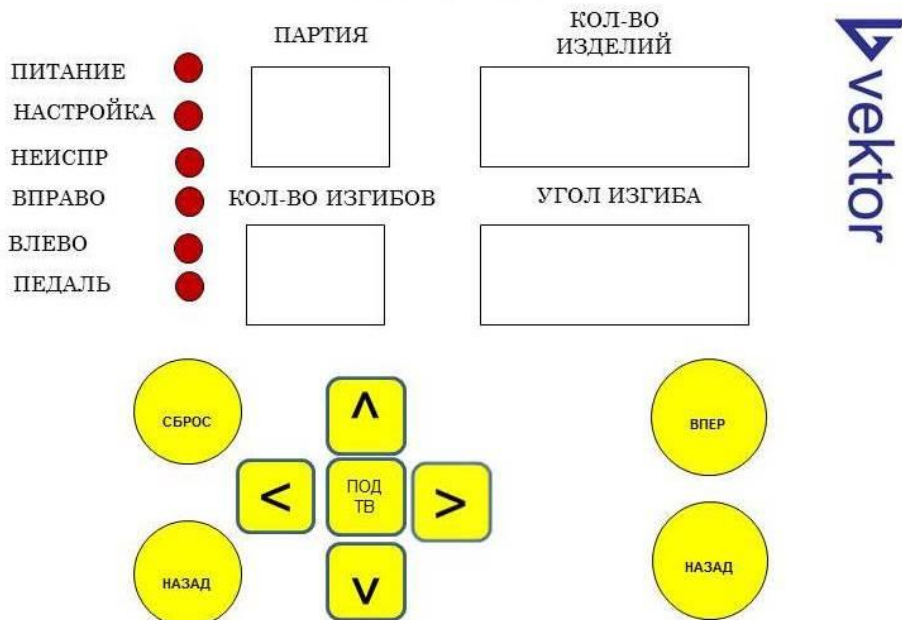 ПАРТИЯ
КОЛ-ВО
ИЗДЕЛИЙ
ПИТАНИЕ
НАСТРОЙКА
НЕИСПР
ВПРАВО
ВЛЕВО
ПЕДАЛЬ
КОЛ-ВО ИЗГИБОВ
УГОЛ ИЗГИБА
vektor
СБРОС
^
ВПЕР
<
ПОД
ТВ
>
НАЗАД
v
НАЗАД